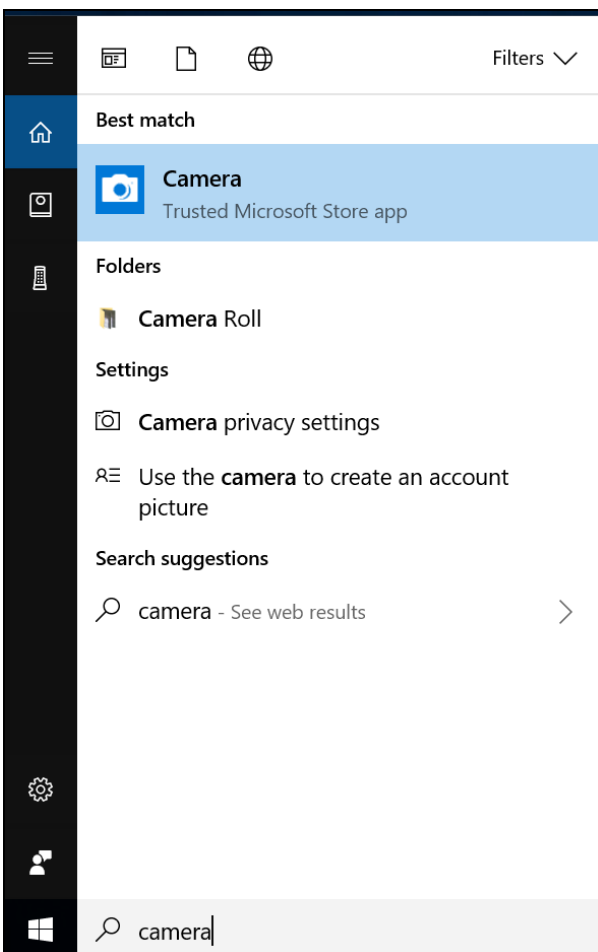 Filters
Best match
Camera
Trusted Microsoft Store app
Folders
Camera Roll
Settings
Camera privacy settings
Use the camera to create an account
picture
Search suggestions
camera - See web results
camera